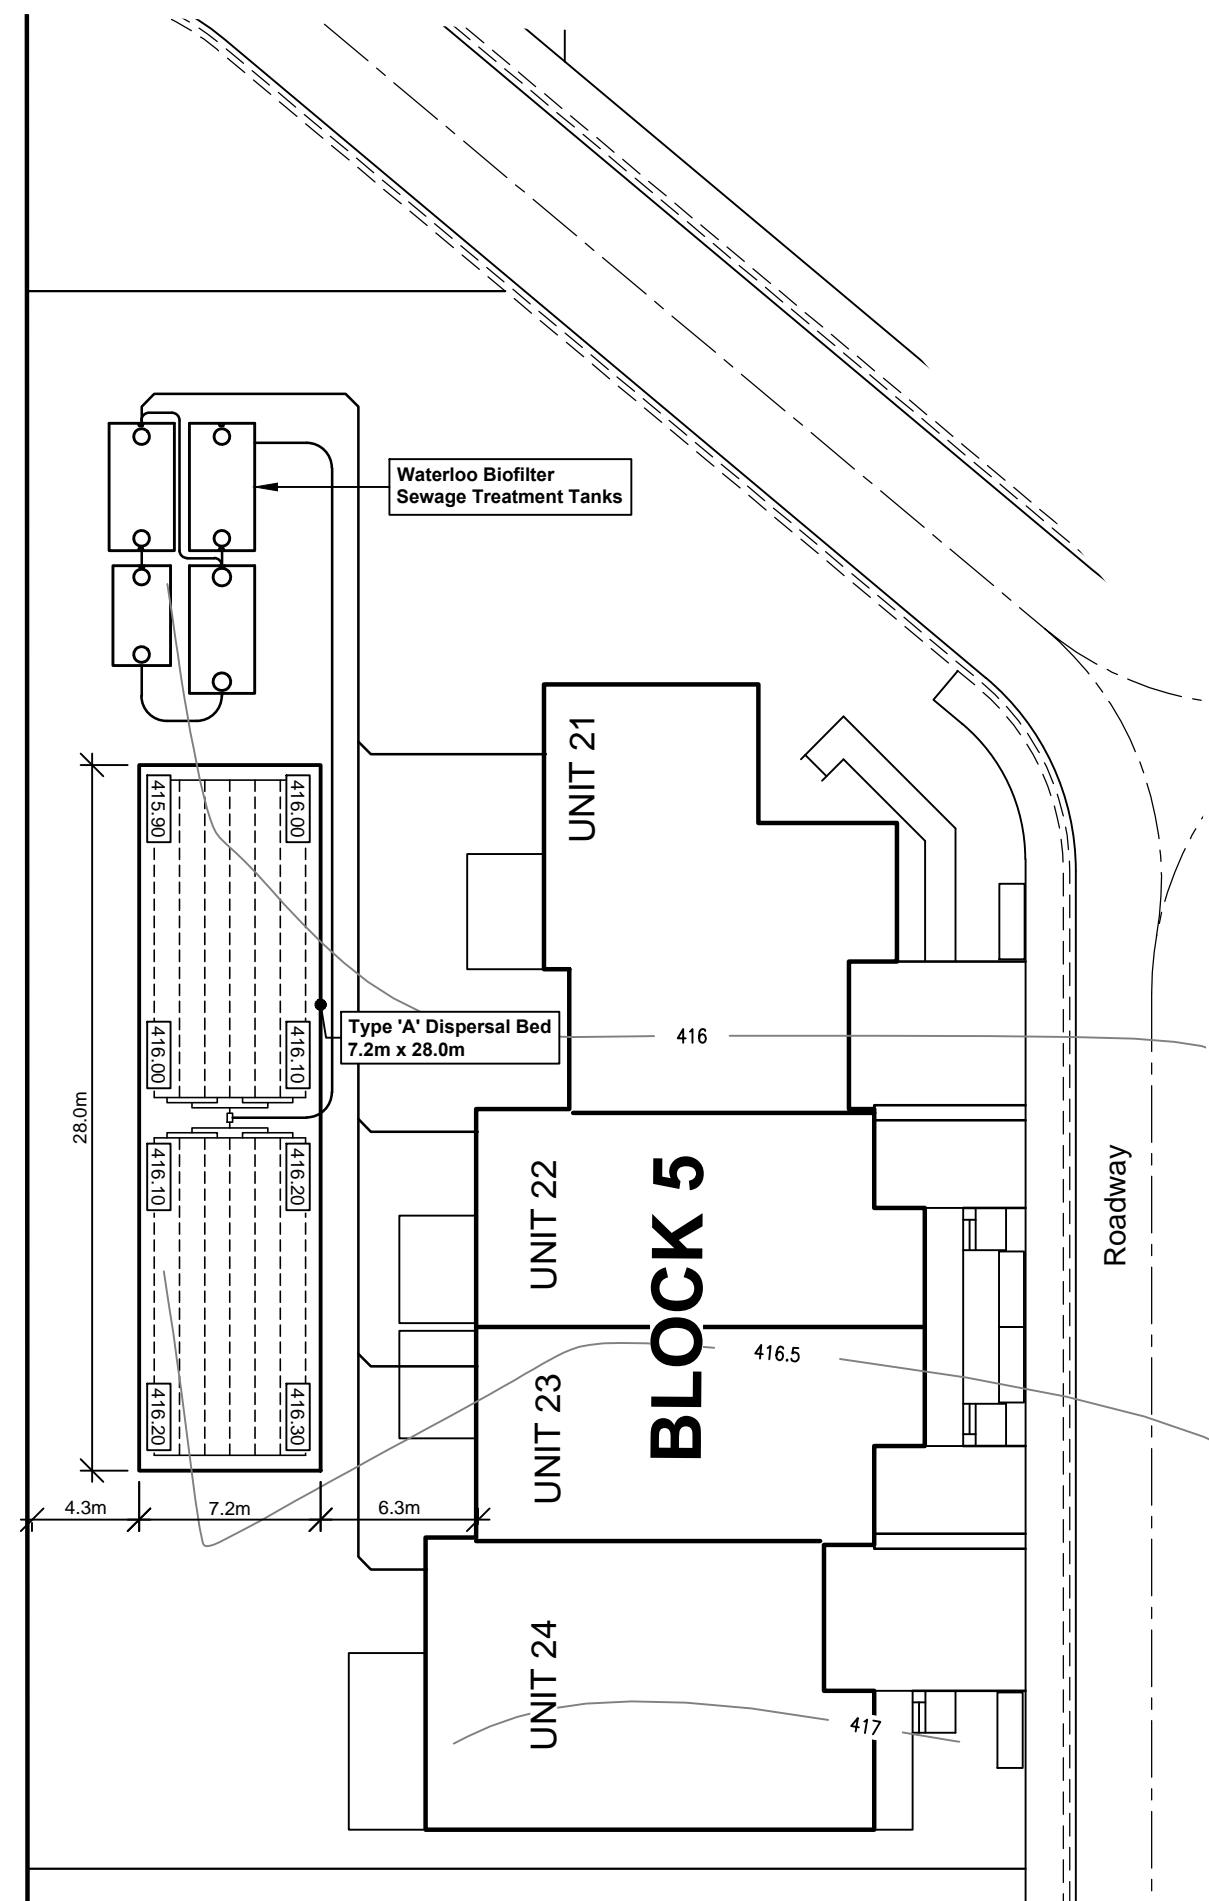 Waterloo Biofilter
Sewage Treatment Tanks
UNIT 21
415.90
416.00
Type 'A' Dispersal Bed
7.2m x 28.0m
416
416.00
416.10
28.0m
416.10
416.20
UNIT 22
BLOCK 5
Roadway
416.5
UNIT 23
416.20
416.30
4.3m
7.2m
6.3m
UNIT 24
417